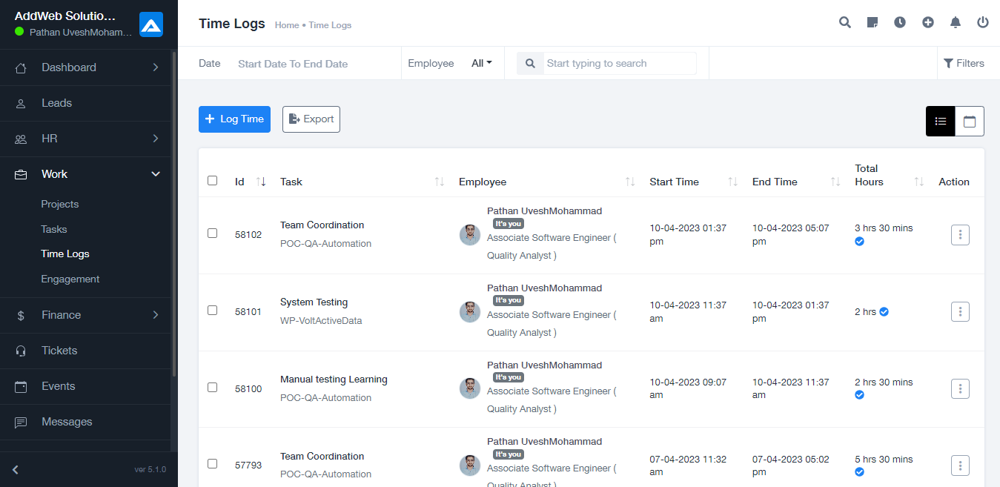 AddWeb Solutio...
Pathan UveshMoham...
Dashboard
Leads
HR
Work
Projects
Tasks
Time Logs
Engagement
Finance
Tickets
Events
Messages
ver 5.1.0
Time Logs Home • Time Logs
Date Start Date To End Date Employee All Start typing to search Filters
Log Time Export
Id Task Employee Start Time End Time Total Hours Action
58102
Team Coordination
POC-QA-Automation
Pathan UveshMohammad
It's you
Associate Software Engineer (
Quality Analyst )
10-04-2023 01:37
pm
10-04-2023 05:07
pm
3 hrs 30 mins
58101
System Testing
WP-VoltActiveData
Pathan UveshMohammad
It's you
Associate Software Engineer (
Quality Analyst )
10-04-2023 11:37
am
10-04-2023 01:37
pm
2 hrs
58100
Manual testing Learning
POC-QA-Automation
Pathan UveshMohammad
It's you
Associate Software Engineer (
Quality Analyst )
10-04-2023 09:07
am
10-04-2023 11:37
am
2 hrs 30 mins
57793
Team Coordination
POC-QA-Automation
Pathan UveshMohammad
It's you
Associate Software Engineer (
Quality Analyst )
07-04-2023 11:32
am
07-04-2023 05:02
pm
5 hrs 30 mins